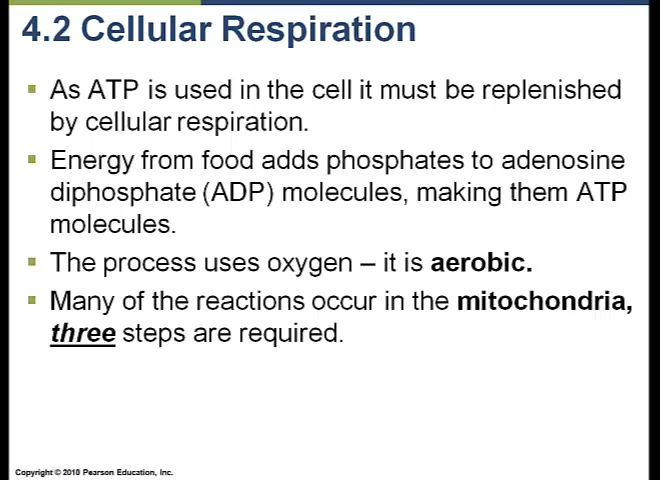 4.2 Cellular Respiration
▪ As ATP is used in the cell it must be replenished
by cellular respiration.
▪ Energy from food adds phosphates to adenosine
diphosphate (ADP) molecules, making them ATP
molecules.
▪ The process uses oxygen – it is aerobic.
▪ Many of the reactions occur in the mitochondria,
three steps are required.
Copyright © 2010 Pearson Education, Inc.